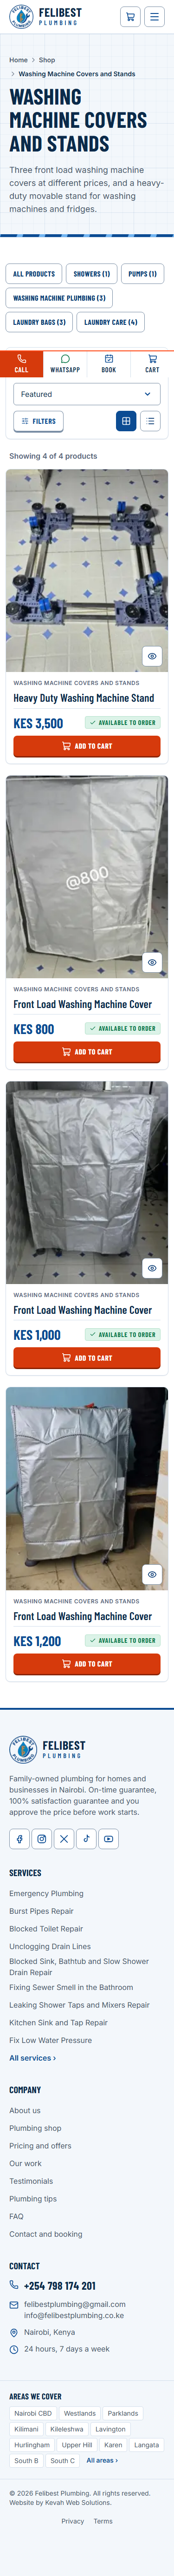 FELIBEST
PLUMBING
Home > Shop
> Washing Machine Covers and Stands
WASHING
MACHINE COVERS
AND STANDS
Three front load washing machine
covers at different prices, and a heavy-
duty movable stand for washing
machines and fridges.
ALL PRODUCTS
SHOWERS (1)
PUMPS (1)
WASHING MACHINE PLUMBING (3)
LAUNDRY BAGS (3)
LAUNDRY CARE (4)
CALL
WHATSAPP
BOOK
CART
Featured
FILTERS
Showing 4 of 4 products
WASHING MACHINE COVERS AND STANDS
Heavy Duty Washing Machine Stand
KES 3,500
AVAILABLE TO ORDER
ADD TO CART
@800
WASHING MACHINE COVERS AND STANDS
Front Load Washing Machine Cover
KES 800
AVAILABLE TO ORDER
ADD TO CART
WASHING MACHINE COVERS AND STANDS
Front Load Washing Machine Cover
KES 1,000
AVAILABLE TO ORDER
ADD TO CART
WASHING MACHINE COVERS AND STANDS
Front Load Washing Machine Cover
KES 1,200
AVAILABLE TO ORDER
ADD TO CART
FELIBEST
PLUMBING
Family-owned plumbing for homes and
businesses in Nairobi. On-time guarantee,
100% satisfaction guarantee and you
approve the price before work starts.
SERVICES
Emergency Plumbing
Burst Pipes Repair
Blocked Toilet Repair
Unclogging Drain Lines
Blocked Sink, Bathtub and Slow Shower
Drain Repair
Fixing Sewer Smell in the Bathroom
Leaking Shower Taps and Mixers Repair
Kitchen Sink and Tap Repair
Fix Low Water Pressure
All services ›
COMPANY
About us
Plumbing shop
Pricing and offers
Our work
Testimonials
Plumbing tips
FAQ
Contact and booking
CONTACT
+254 798 174 201
felibestplumbing@gmail.com
info@felibestplumbing.co.ke
Nairobi, Kenya
24 hours, 7 days a week
AREAS WE COVER
Nairobi CBD
Westlands
Parklands
Kilimani
Kileleshwa
Lavington
Hurlingham
Upper Hill
Karen
Langata
South B
South C
All areas ›
© 2026 Felibest Plumbing. All rights reserved.
Website by Kevah Web Solutions.
Privacy
Terms